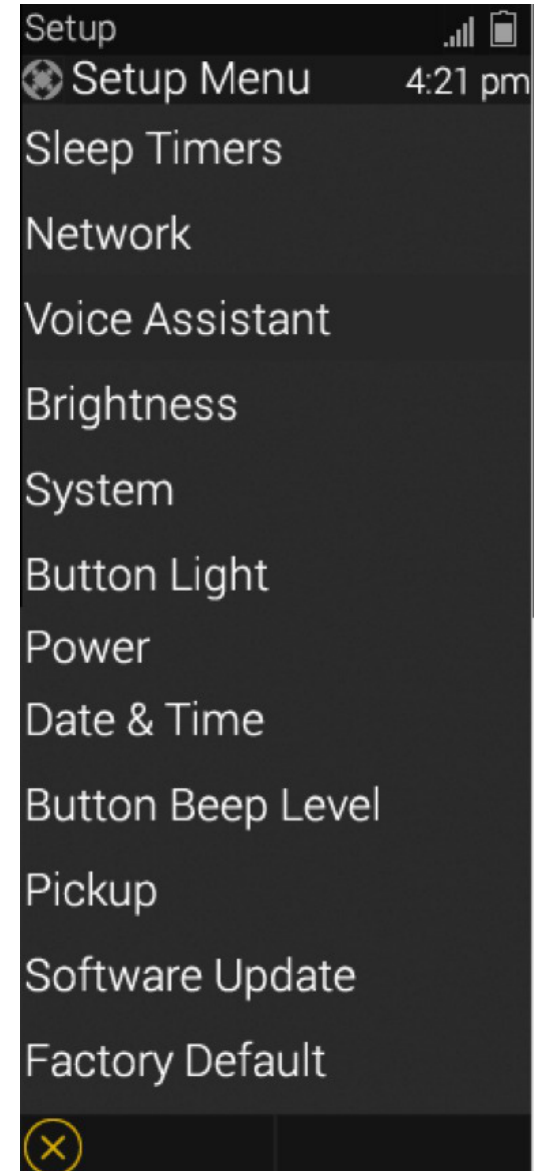 Setup
Setup Menu 4:21 pm
Sleep Timers
Network
Voice Assistant
Brightness
System
Button Light
Power
Date & Time
Button Beep Level
Pickup
Software Update
Factory Default